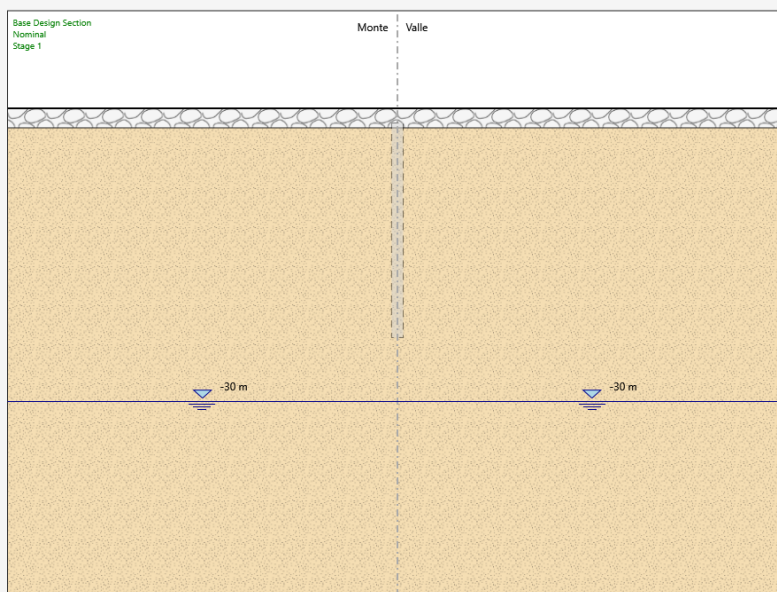 Base Design Section
Nominal
Stage 1
Monte
Valle
-30 m
-30 m